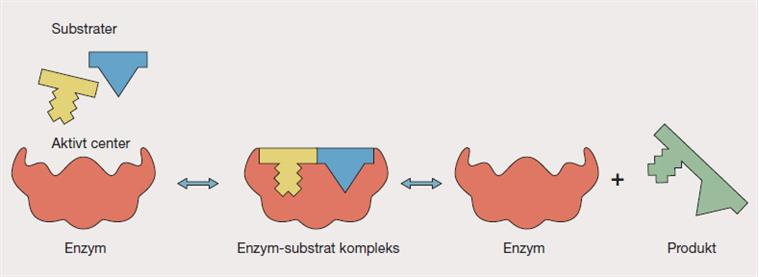 Substrater
Aktivt center
+
Enzym
Enzym-substrat kompleks
Enzym
Produkt